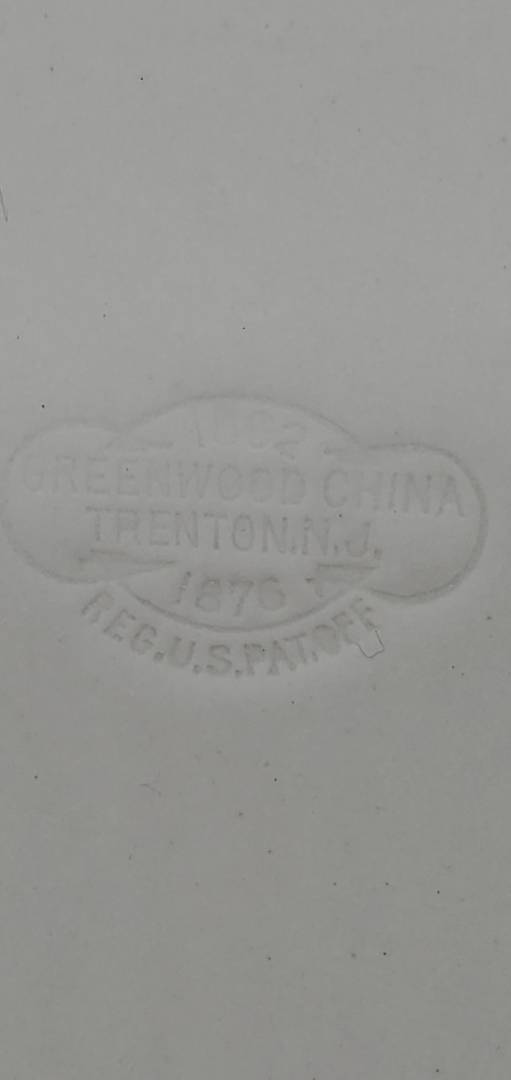 GREENWOOD CHINA
TRENTON.N.J.
1876
REG.U.S.PAT.OFF